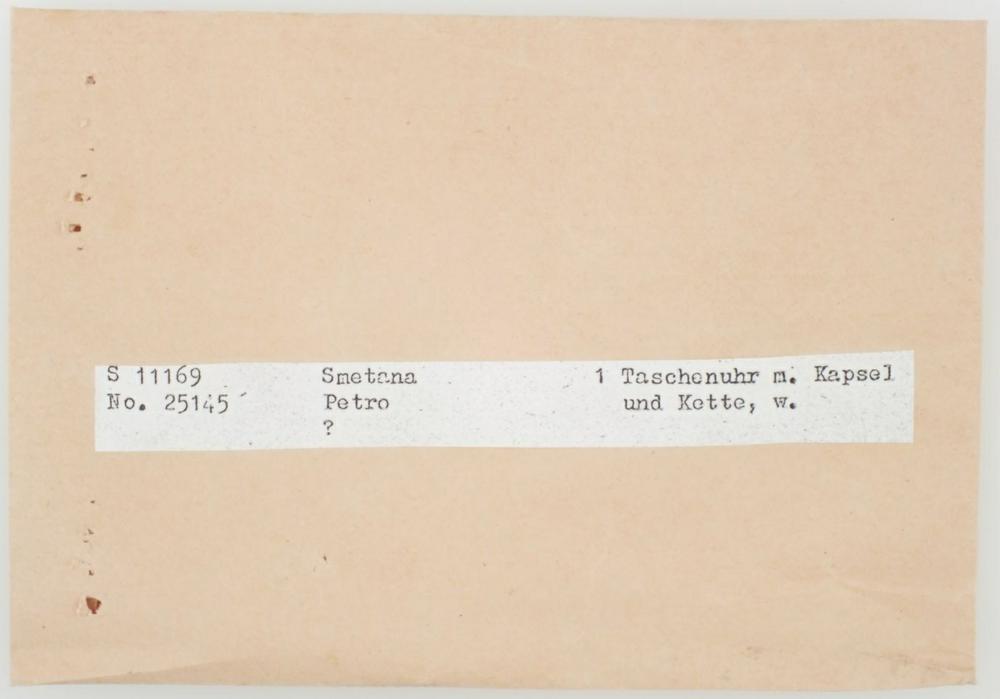 S 11169 Smetana 1 Taschenuhr m. Kapsel
No. 25145 Petro und Kette, w.
?